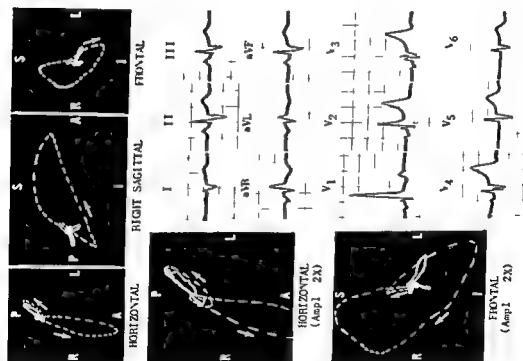 P
R
L
A
HORIZONTAL
S
P
A
I
RIGHT SAGITTAL
S
R
L
I
FRONTAL
P
R
L
A
HORIZONTAL
(Ampl 2X)
S
R
L
I
FRONTAL
(Ampl 2X)
I II III
aVR aVL aVF
V1 V2 V3
V4 V5 V6